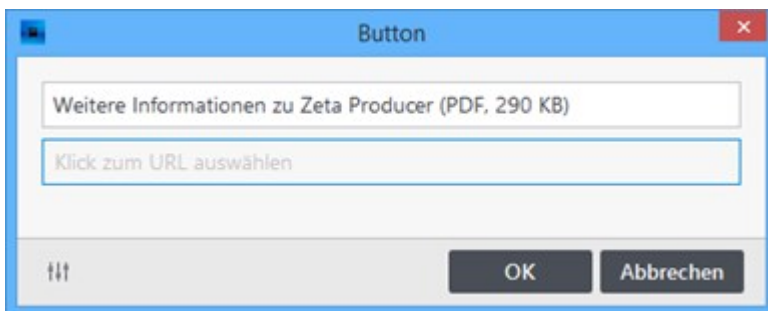 Button
Weitere Informationen zu Zeta Producer (PDF, 290 KB)
Klick zum URL auswählen
OK Abbrechen